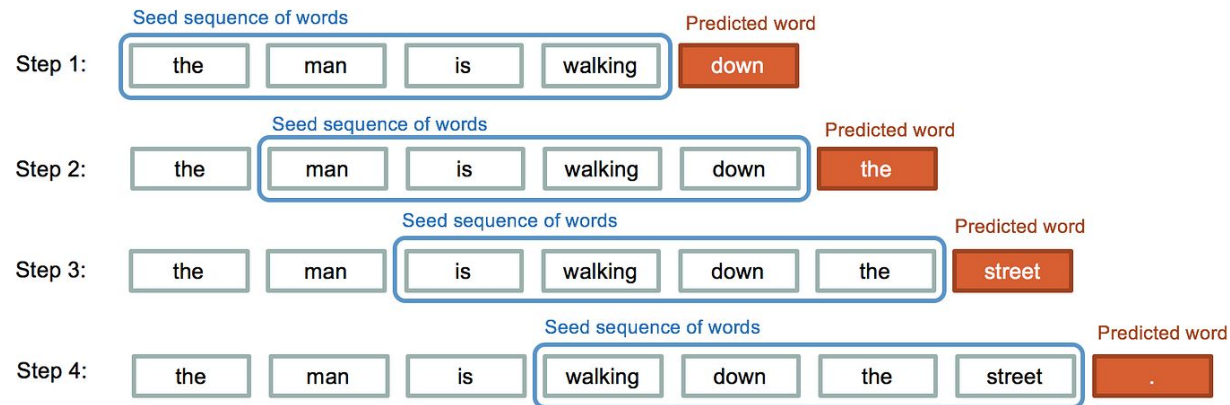 Seed sequence of words
Predicted word
Step 1: the man is walking down
Seed sequence of words
Predicted word
Step 2: the man is walking down the
Seed sequence of words
Predicted word
Step 3: the man is walking down the street
Seed sequence of words
Predicted word
Step 4: the man is walking down the street .